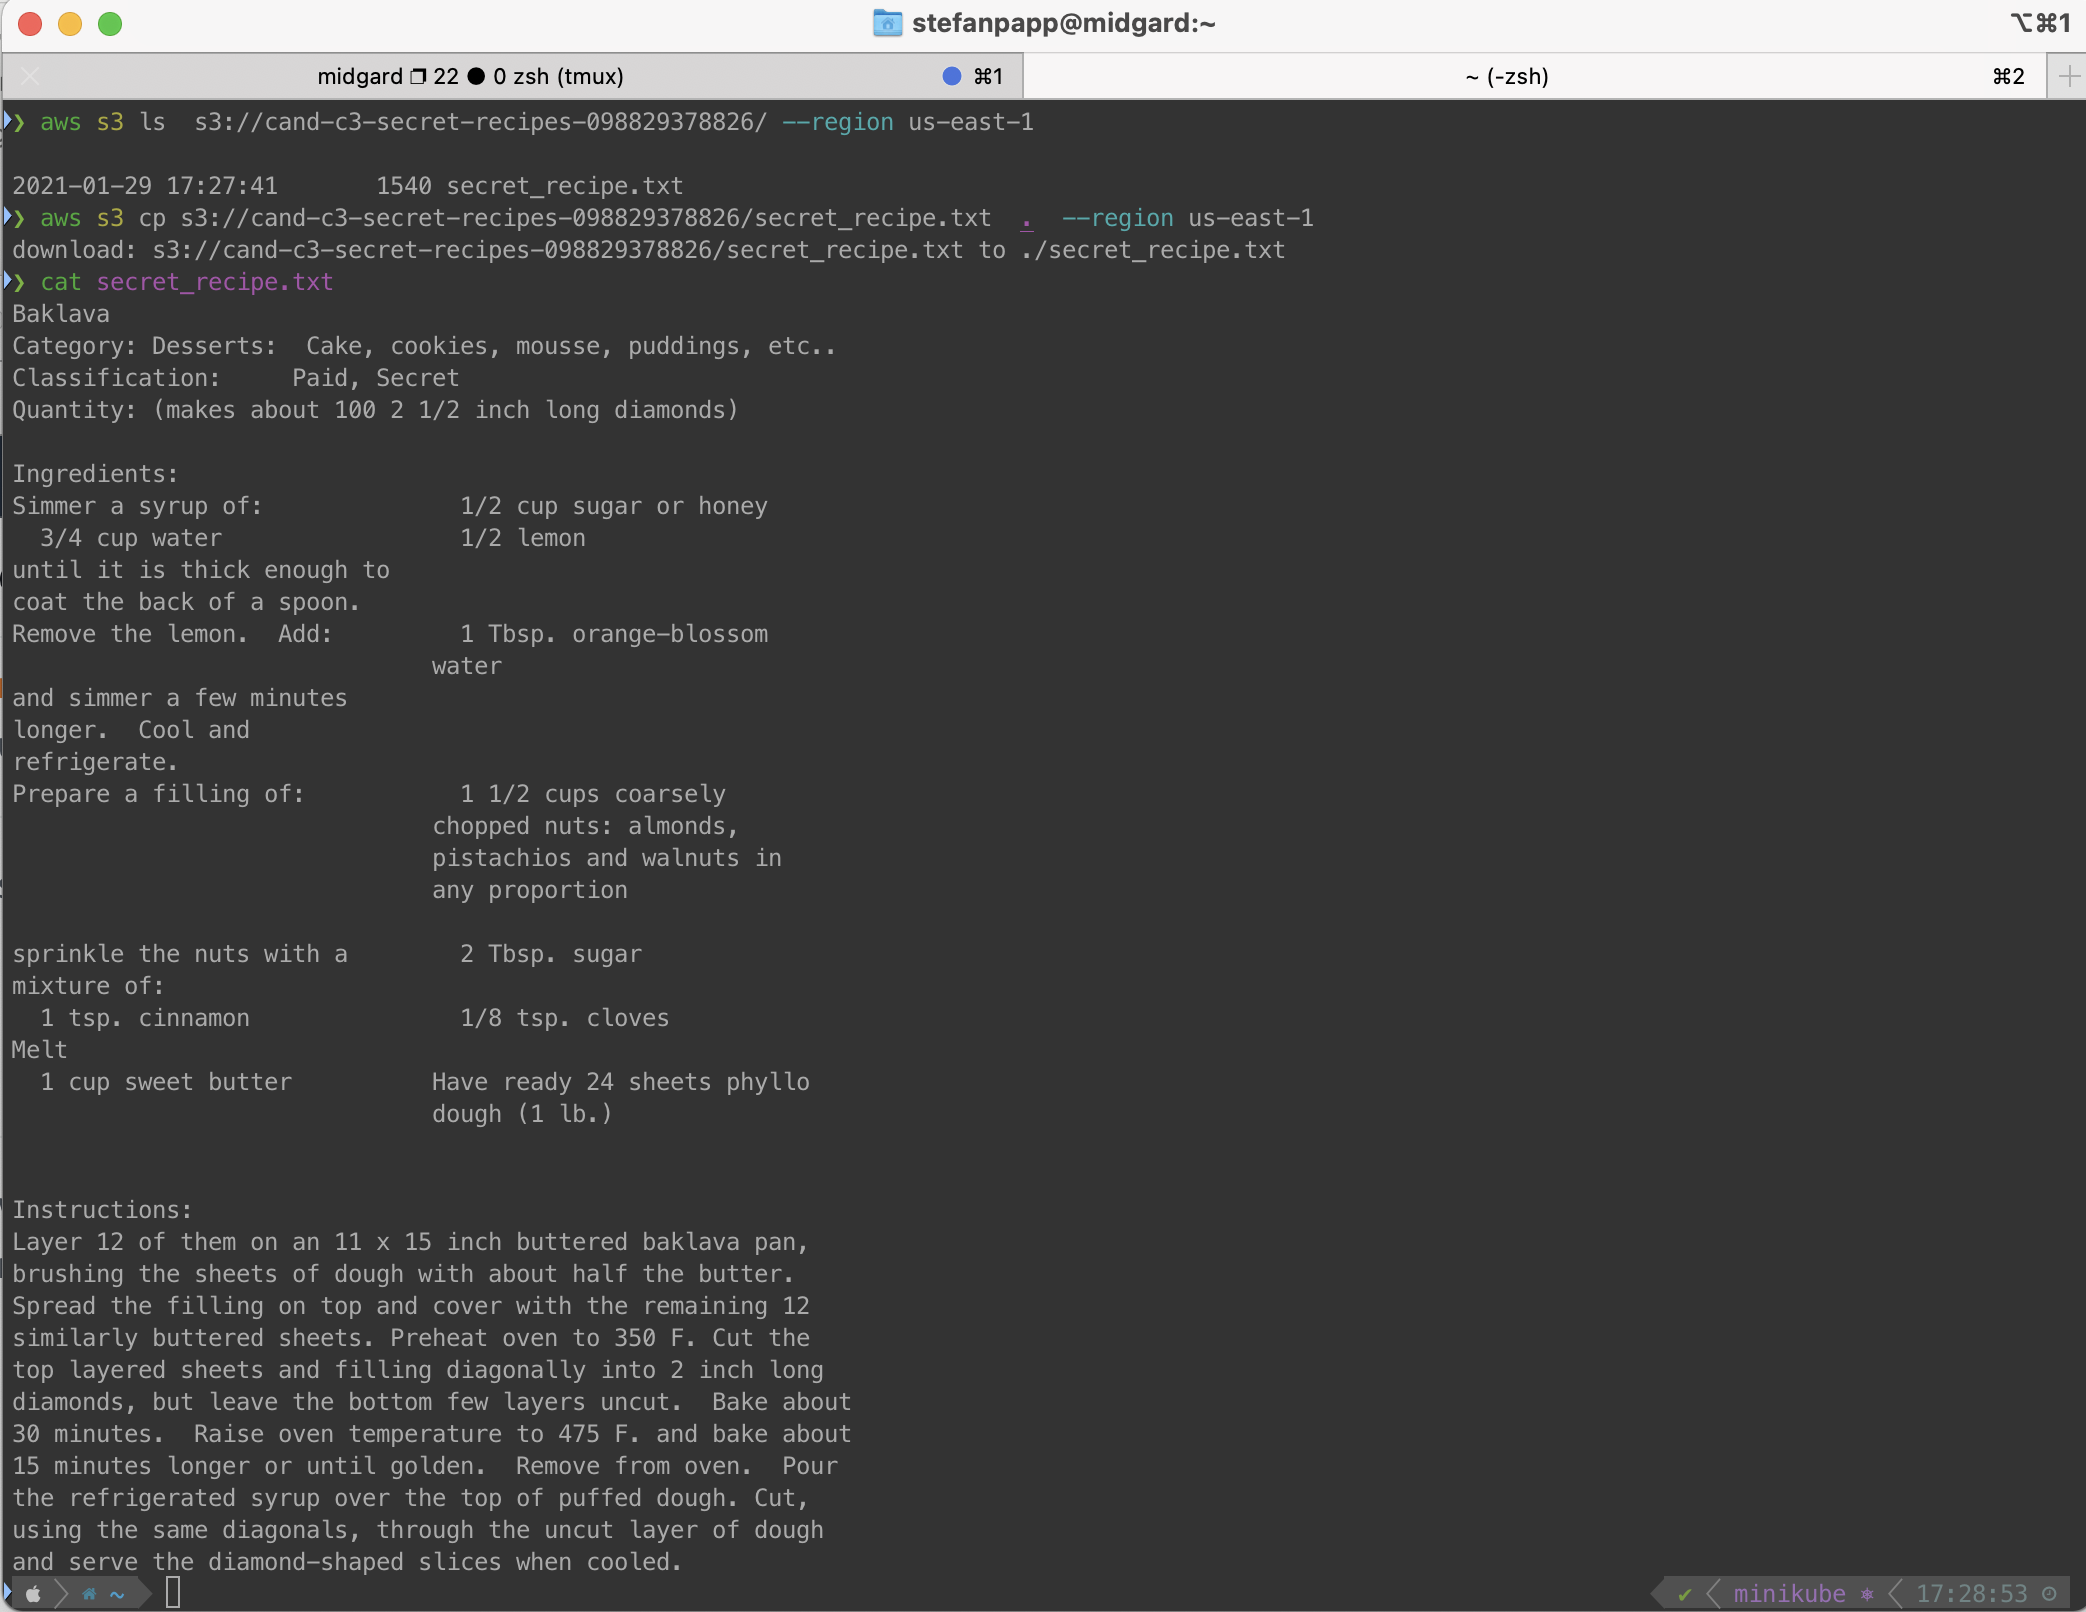 stefanpapp@midgard:~ ⌥⌘1
midgard ❐ 22 ● 0 zsh (tmux) ⌘1 ~ (-zsh) ⌘2
❯ aws s3 ls  s3://cand-c3-secret-recipes-098829378826/ --region us-east-1
2021-01-29 17:27:41       1540 secret_recipe.txt
❯ aws s3 cp s3://cand-c3-secret-recipes-098829378826/secret_recipe.txt  .  --region us-east-1
download: s3://cand-c3-secret-recipes-098829378826/secret_recipe.txt to ./secret_recipe.txt
❯ cat secret_recipe.txt
Baklava
Category: Desserts:  Cake, cookies, mousse, puddings, etc..
Classification:     Paid, Secret
Quantity: (makes about 100 2 1/2 inch long diamonds)
Ingredients:
Simmer a syrup of:              1/2 cup sugar or honey
  3/4 cup water                 1/2 lemon
until it is thick enough to
coat the back of a spoon.
Remove the lemon.  Add:         1 Tbsp. orange-blossom
                              water
and simmer a few minutes
longer.  Cool and
refrigerate.
Prepare a filling of:           1 1/2 cups coarsely
                              chopped nuts: almonds,
                              pistachios and walnuts in
                              any proportion
sprinkle the nuts with a        2 Tbsp. sugar
mixture of:
  1 tsp. cinnamon               1/8 tsp. cloves
Melt
  1 cup sweet butter          Have ready 24 sheets phyllo
                              dough (1 lb.)
Instructions:
Layer 12 of them on an 11 x 15 inch buttered baklava pan,
brushing the sheets of dough with about half the butter.
Spread the filling on top and cover with the remaining 12
similarly buttered sheets. Preheat oven to 350 F. Cut the
top layered sheets and filling diagonally into 2 inch long
diamonds, but leave the bottom few layers uncut.  Bake about
30 minutes.  Raise oven temperature to 475 F. and bake about
15 minutes longer or until golden.  Remove from oven.  Pour
the refrigerated syrup over the top of puffed dough. Cut,
using the same diagonals, through the uncut layer of dough
and serve the diamond-shaped slices when cooled.
~ ✔ minikube ⎈ 17:28:53